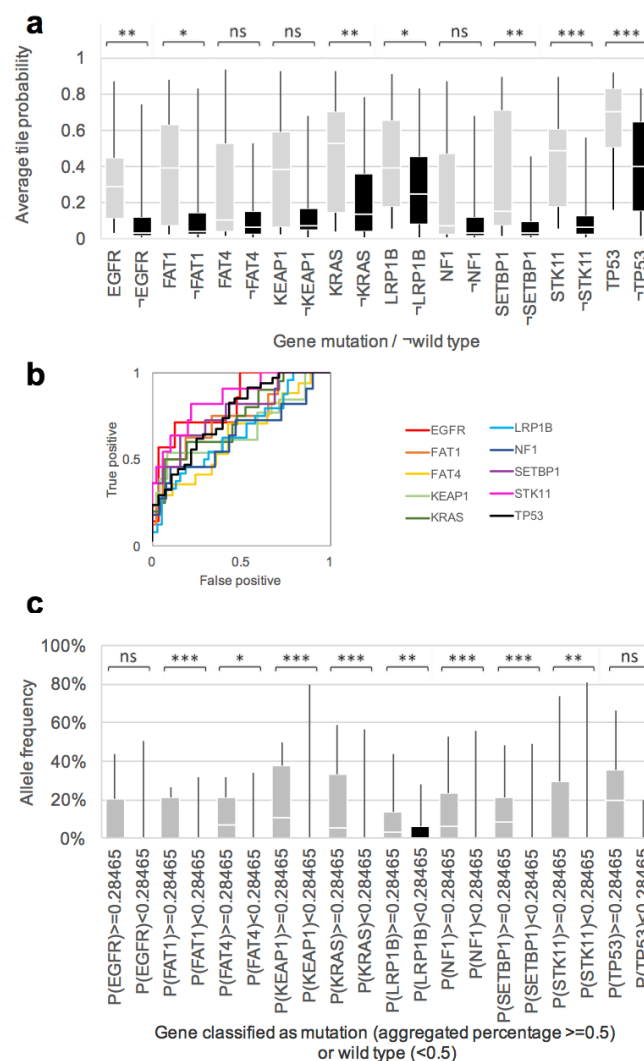 a
** * ns ns ** * ns ** *** ***
Average tile probability
1
0.8
0.6
0.4
0.2
0
EGFR
¬EGFR
FAT1
¬FAT1
FAT4
¬FAT4
KEAP1
¬KEAP1
KRAS
¬KRAS
LRP1B
¬LRP1B
NF1
¬NF1
SETBP1
¬SETBP1
STK11
¬STK11
TP53
¬TP53
Gene mutation / ¬wild type
b
True positive
1
0.5
0
0 0.5 1
False positive
EGFR
FAT1
FAT4
KEAP1
KRAS
LRP1B
NF1
SETBP1
STK11
TP53
c
ns *** * *** *** ** *** *** ** ns
Allele frequency
100%
80%
60%
40%
20%
0%
P(EGFR)>=0.28465
P(EGFR)<0.28465
P(FAT1)>=0.28465
P(FAT1)<0.28465
P(FAT4)>=0.28465
P(FAT4)<0.28465
P(KEAP1)>=0.28465
P(KEAP1)<0.28465
P(KRAS)>=0.28465
P(KRAS)<0.28465
P(LRP1B)>=0.28465
P(LRP1B)<0.28465
P(NF1)>=0.28465
P(NF1)<0.28465
P(SETBP1)>=0.28465
P(SETBP1)<0.28465
P(STK11)>=0.28465
P(STK11)<0.28465
P(TP53)>=0.28465
P(TP53)<0.28465
Gene classified as mutation (aggregated percentage >=0.5)
or wild type (<0.5)